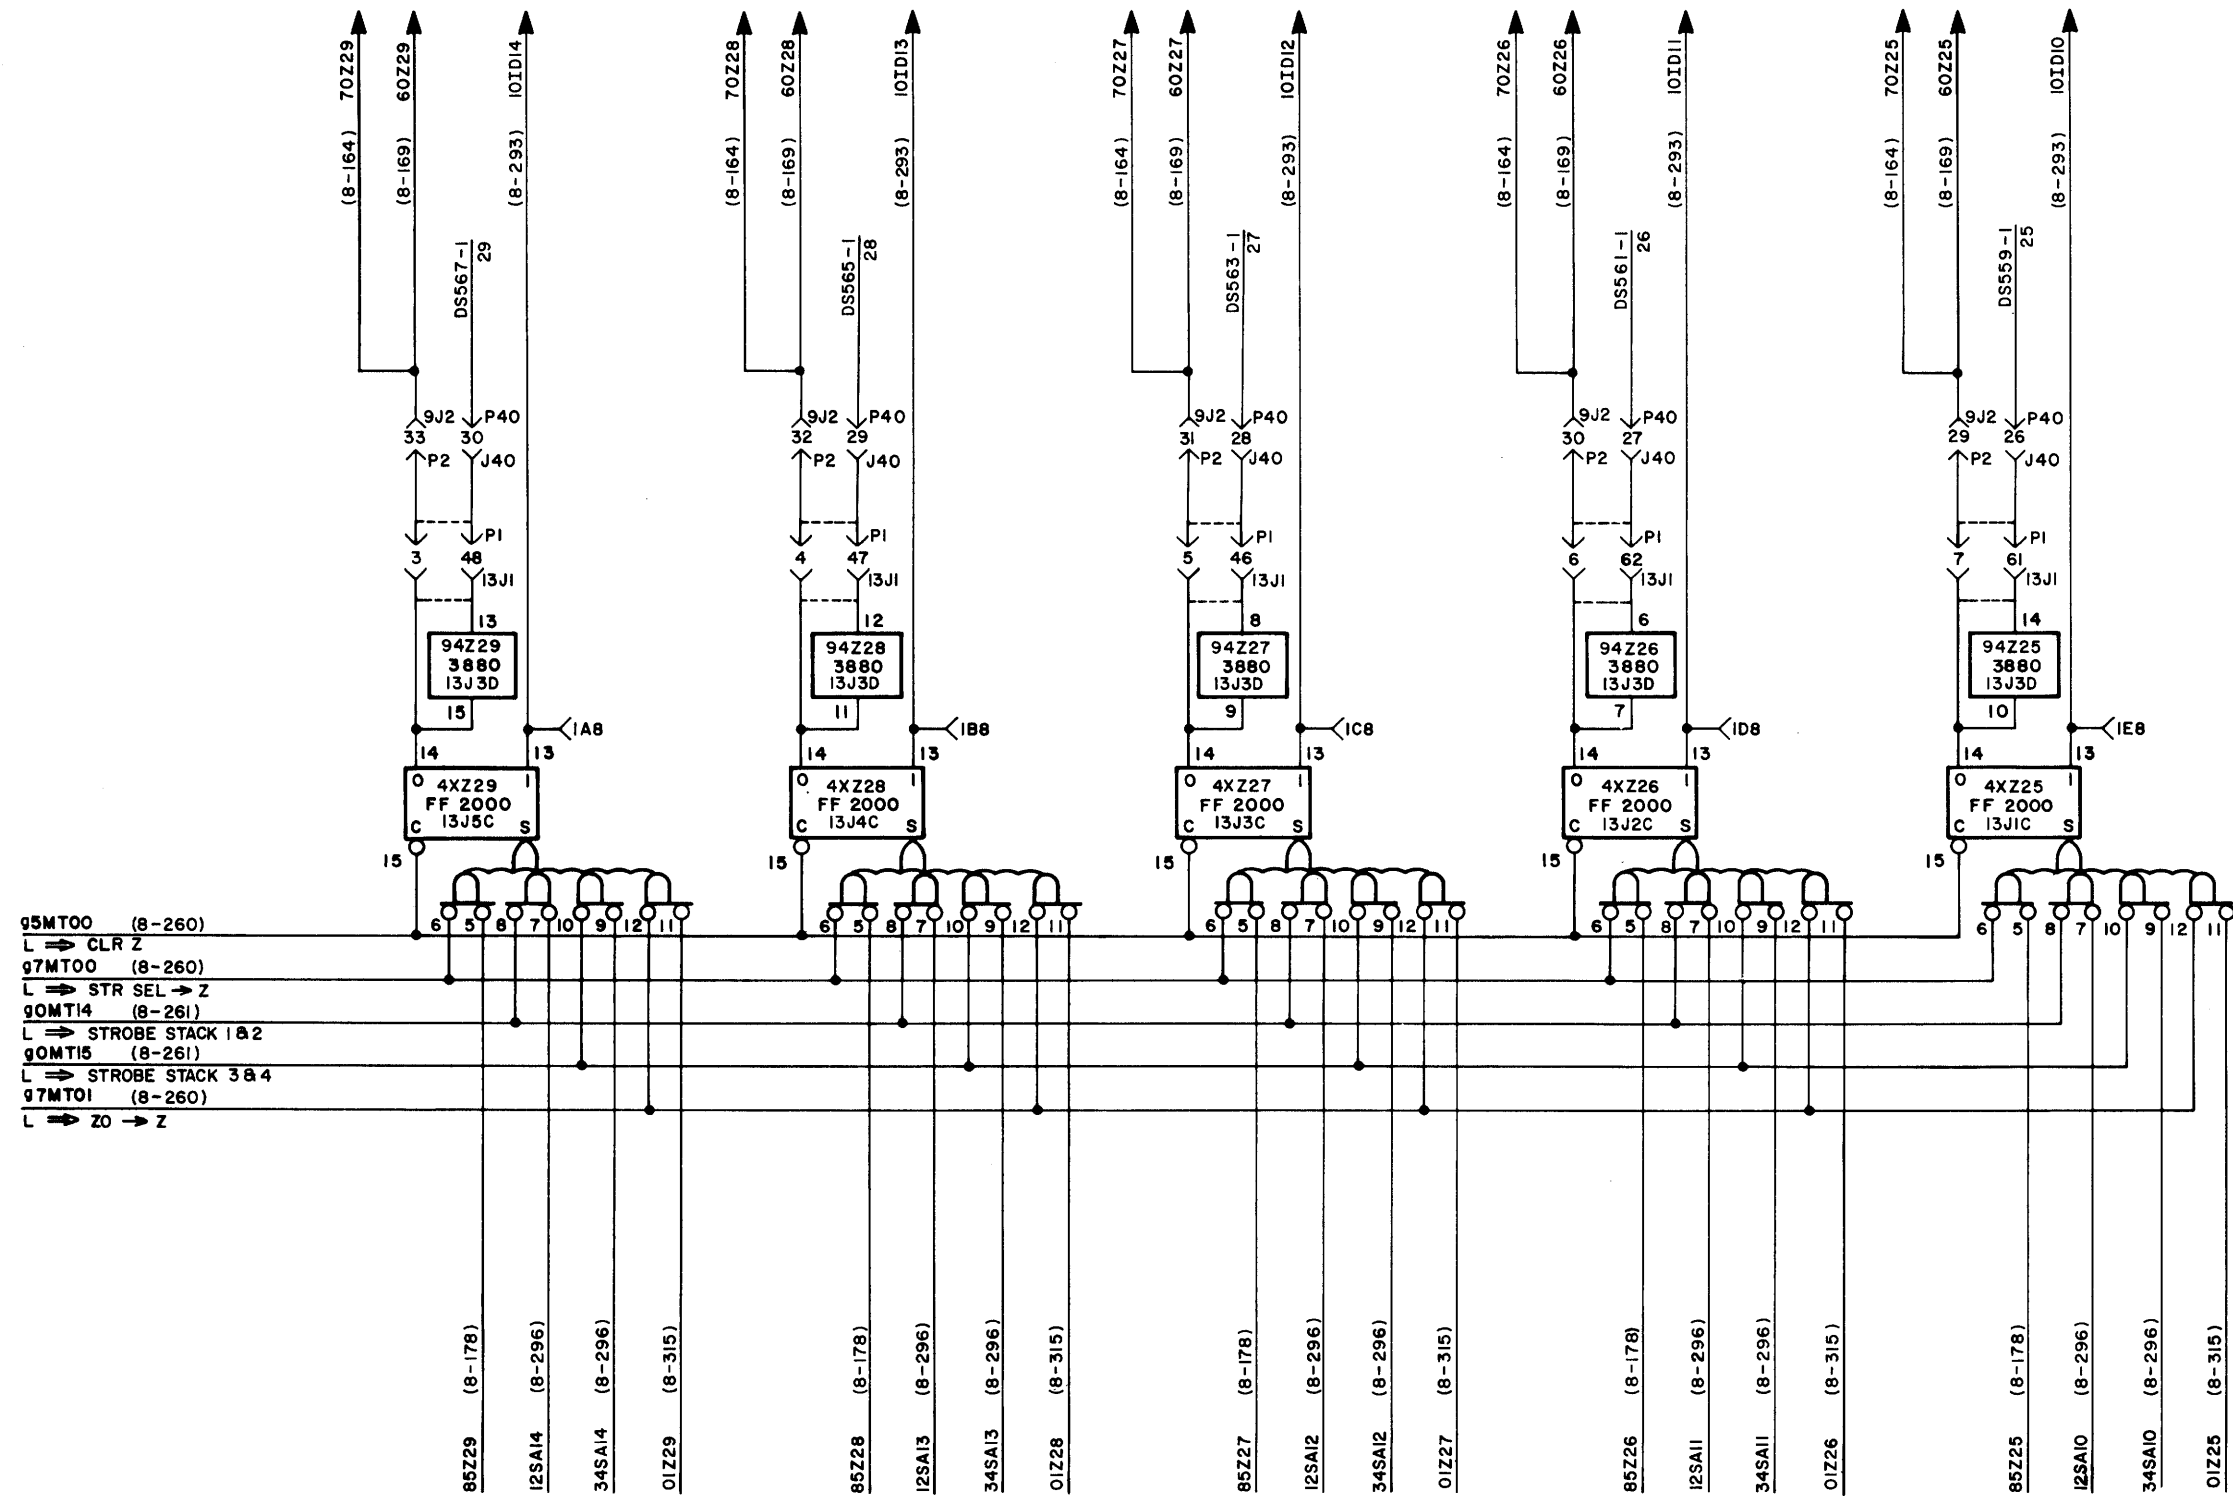 70Z29 (8-164)
60Z29 (8-169)
10ID14 (8-293)
70Z28 (8-164)
60Z28 (8-169)
10ID13 (8-293)
70Z27 (8-164)
60Z27 (8-169)
10ID12 (8-293)
70Z26 (8-164)
60Z26 (8-169)
10ID11 (8-293)
70Z25 (8-164)
60Z25 (8-169)
10ID10 (8-293)
DS567-1
29
DS565-1
28
DS563-1
27
DS561-1
26
DS559-1
25
9J2 P40 9J2 P40 9J2 P40 9J2 P40 9J2 P40
33 30 32 29 31 28 30 27 29 26
P2 J40 P2 J40 P2 J40 P2 J40 P2 J40
P1 P1 P1 P1 P1
3 48 4 47 5 46 6 62 7 61
13J1 13J1 13J1 13J1 13J1
13 12 8 6 14
94Z29 94Z28 94Z27 94Z26 94Z25
3880 3880 3880 3880 3880
13J3D 13J3D 13J3D 13J3D 13J3D
15 11 9 7 10
1A8 1B8 1C8 1D8 1E8
14 13 14 13 14 13 14 13 14 13
0 1 0 1 0 1 0 1 0 1
4XZ29 4XZ28 4XZ27 4XZ26 4XZ25
FF 2000 FF 2000 FF 2000 FF 2000 FF 2000
13J5C 13J4C 13J3C 13J2C 13J1C
C S C S C S C S C S
15 15 15 15 15
6 5 8 7 10 9 12 11 6 5 8 7 10 9 12 11 6 5 8 7 10 9 12 11 6 5 8 7 10 9 12 11 6 5 8 7 10 9 12 11
g5MT00 (8-260)
L ⇒ CLR Z
g7MT00 (8-260)
L ⇒ STR SEL → Z
g0MT14 (8-261)
L ⇒ STROBE STACK 1 & 2
g0MT15 (8-261)
L ⇒ STROBE STACK 3 & 4
g7MT01 (8-260)
L ⇒ Z0 → Z
85Z29 (8-178)
12SA14 (8-296)
34SA14 (8-296)
01Z29 (8-315)
85Z28 (8-178)
12SA13 (8-296)
34SA13 (8-296)
01Z28 (8-315)
85Z27 (8-178)
12SA12 (8-296)
34SA12 (8-296)
01Z27 (8-315)
85Z26 (8-178)
12SA11 (8-296)
34SA11 (8-296)
01Z26 (8-315)
85Z25 (8-178)
12SA10 (8-296)
34SA10 (8-296)
01Z25 (8-315)